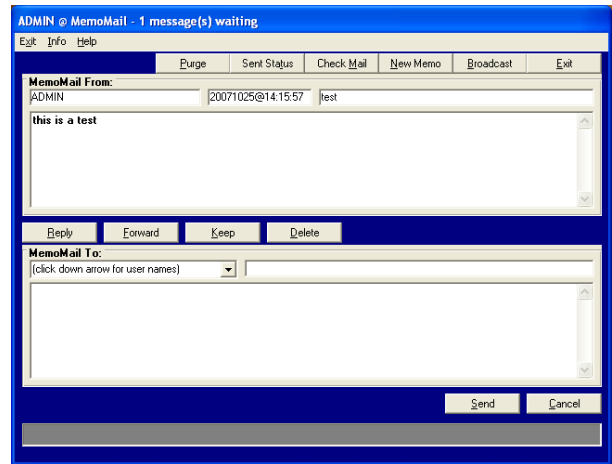 ADMIN @ MemoMail - 1 message(s) waiting
Exit Info Help
Purge Sent Status Check Mail New Memo Broadcast Exit
MemoMail From:
ADMIN 20071025@14:15:57 test
this is a test
Reply Forward Keep Delete
MemoMail To:
(click down arrow for user names)
Send Cancel